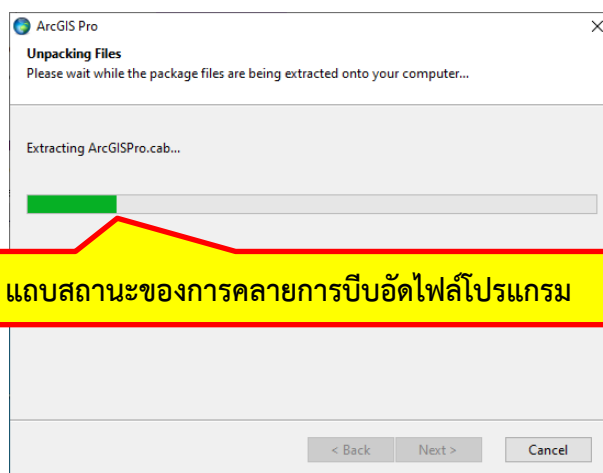 ArcGIS Pro
Unpacking Files
Please wait while the package files are being extracted onto your computer...
Extracting ArcGISPro.cab...
แถบสถานะของการคลายการบีบอัดไฟล์โปรแกรม
< Back Next > Cancel